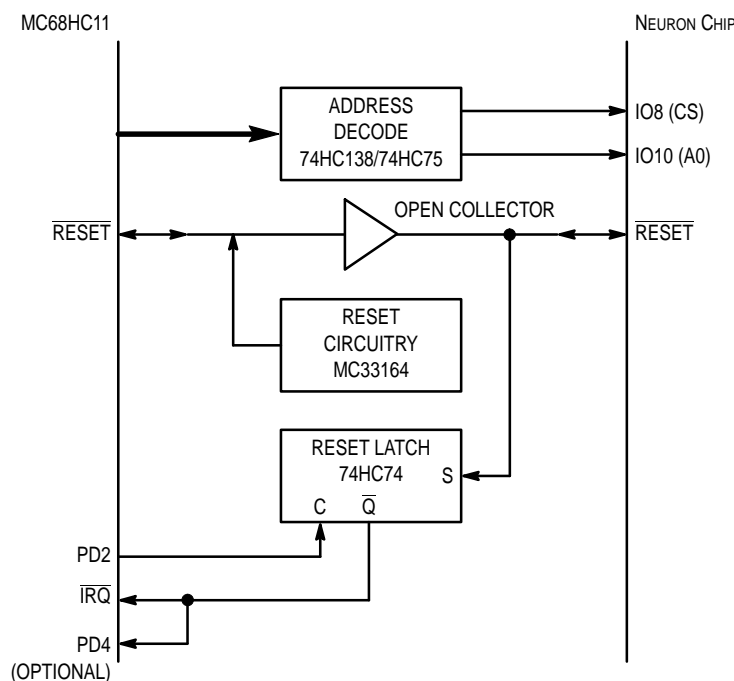 MC68HC11
NEURON CHIP
ADDRESS
DECODE
74HC138/74HC75
IO8 (CS)
IO10 (A0)
OPEN COLLECTOR
RESET
RESET
RESET
CIRCUITRY
MC33164
RESET LATCH
74HC74
S
C
Q
PD2
IRQ
PD4
(OPTIONAL)